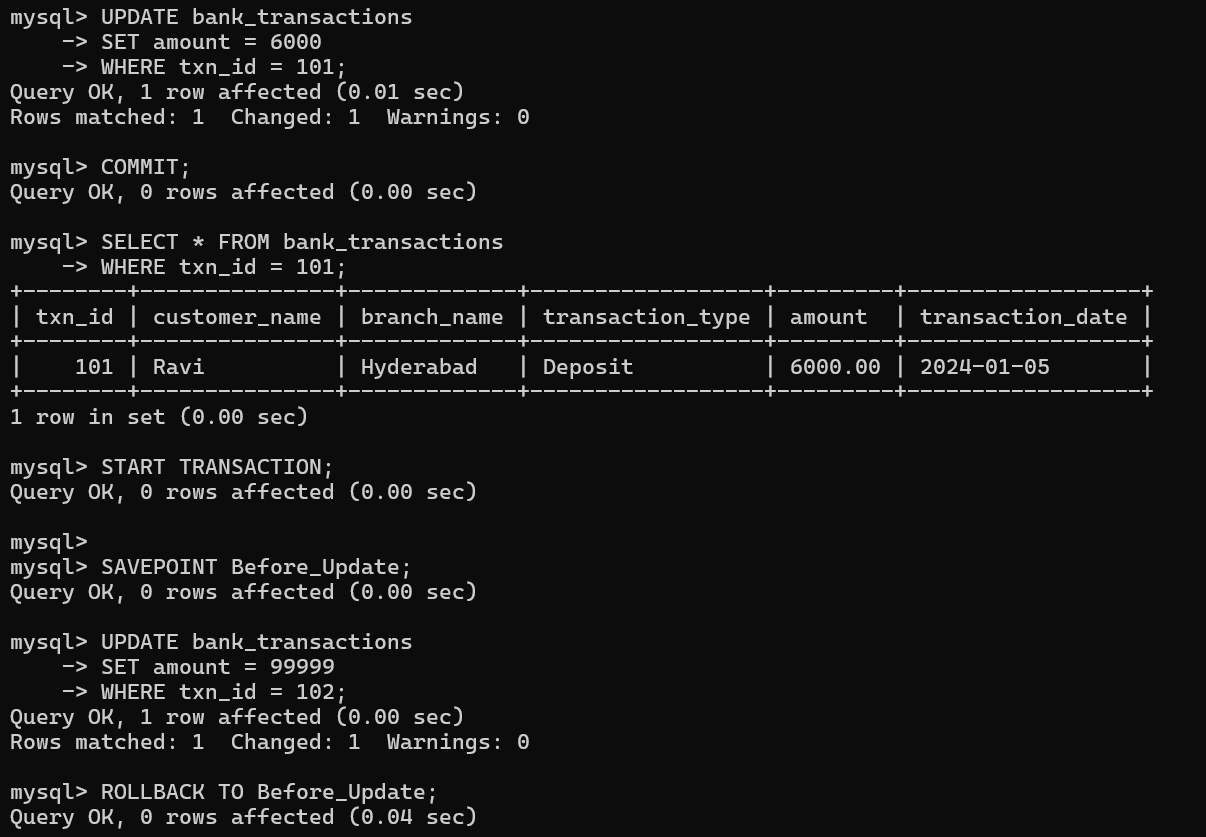 mysql> UPDATE bank_transactions
    -> SET amount = 6000
    -> WHERE txn_id = 101;
Query OK, 1 row affected (0.01 sec)
Rows matched: 1  Changed: 1  Warnings: 0

mysql> COMMIT;
Query OK, 0 rows affected (0.00 sec)

mysql> SELECT * FROM bank_transactions
    -> WHERE txn_id = 101;
+--------+---------------+-------------+------------------+---------+------------------+
| txn_id | customer_name | branch_name | transaction_type | amount  | transaction_date |
+--------+---------------+-------------+------------------+---------+------------------+
|    101 | Ravi          | Hyderabad   | Deposit          | 6000.00 | 2024-01-05       |
+--------+---------------+-------------+------------------+---------+------------------+
1 row in set (0.00 sec)

mysql> START TRANSACTION;
Query OK, 0 rows affected (0.00 sec)

mysql>
mysql> SAVEPOINT Before_Update;
Query OK, 0 rows affected (0.00 sec)

mysql> UPDATE bank_transactions
    -> SET amount = 99999
    -> WHERE txn_id = 102;
Query OK, 1 row affected (0.00 sec)
Rows matched: 1  Changed: 1  Warnings: 0

mysql> ROLLBACK TO Before_Update;
Query OK, 0 rows affected (0.04 sec)